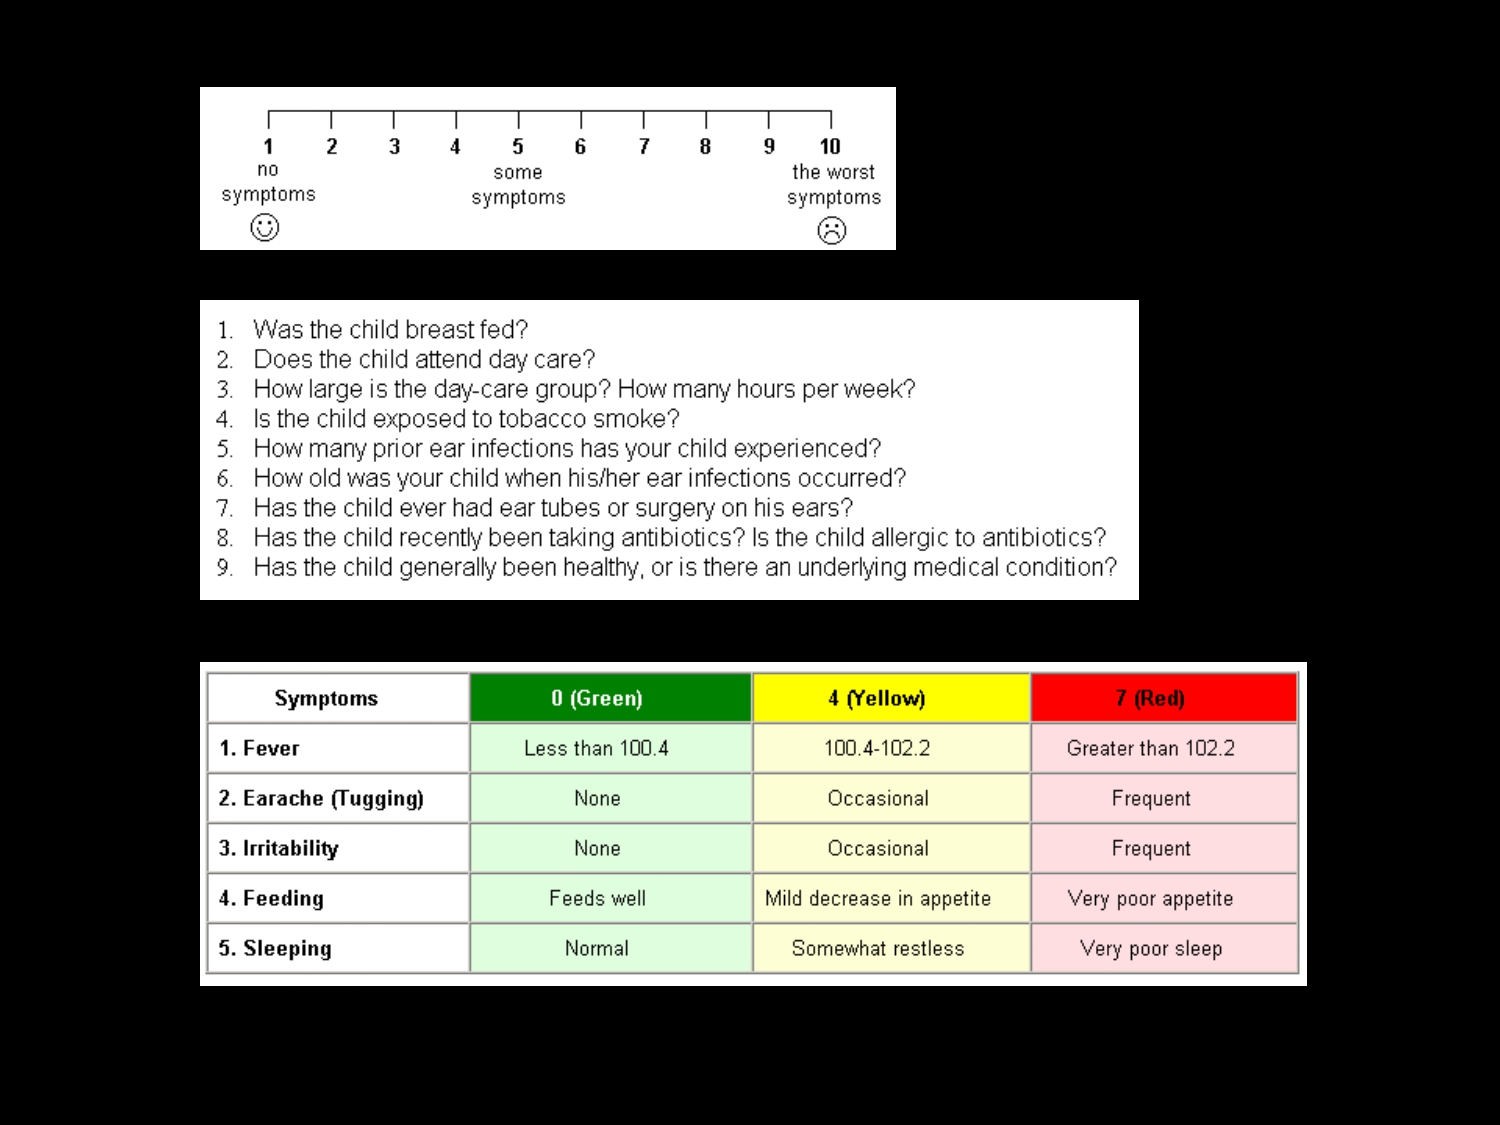 1 2 3 4 5 6 7 8 9 10
no symptoms some symptoms the worst symptoms
1. Was the child breast fed?
2. Does the child attend day care?
3. How large is the day-care group? How many hours per week?
4. Is the child exposed to tobacco smoke?
5. How many prior ear infections has your child experienced?
6. How old was your child when his/her ear infections occurred?
7. Has the child ever had ear tubes or surgery on his ears?
8. Has the child recently been taking antibiotics? Is the child allergic to antibiotics?
9. Has the child generally been healthy, or is there an underlying medical condition?
Symptoms 0 (Green) 4 (Yellow) 7 (Red)
1. Fever Less than 100.4 100.4-102.2 Greater than 102.2
2. Earache (Tugging) None Occasional Frequent
3. Irritability None Occasional Frequent
4. Feeding Feeds well Mild decrease in appetite Very poor appetite
5. Sleeping Normal Somewhat restless Very poor sleep